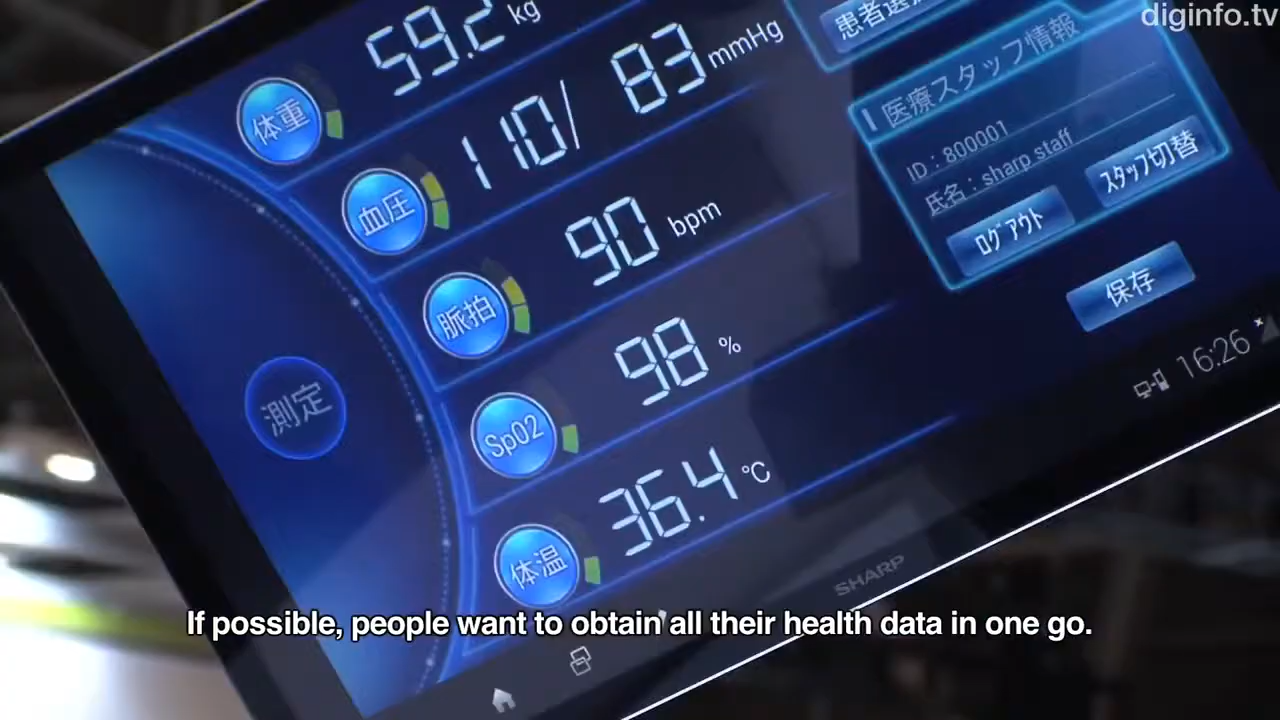 diginfo.tv
体重
59.2 kg
血圧
110/ 83 mmHg
脈拍
90 bpm
SpO2
98 %
体温
36.4 ℃
測定
医療スタッフ情報
ID : 800001
氏名 : sharp staff
ログアウト
スタッフ切替
保存
16:26
SHARP
If possible, people want to obtain all their health data in one go.